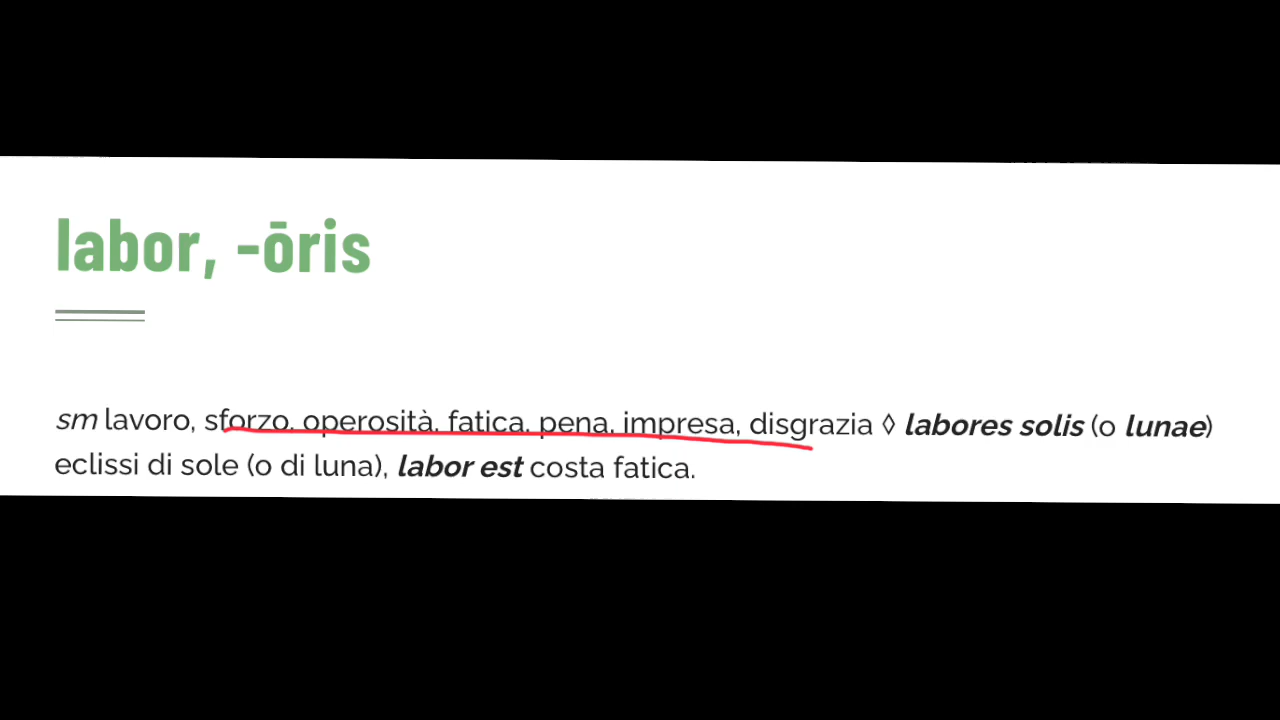 labor, -ōris
sm lavoro, sforzo, operosità, fatica, pena, impresa, disgrazia ◊ labores solis (o lunae)
eclissi di sole (o di luna), labor est costa fatica.